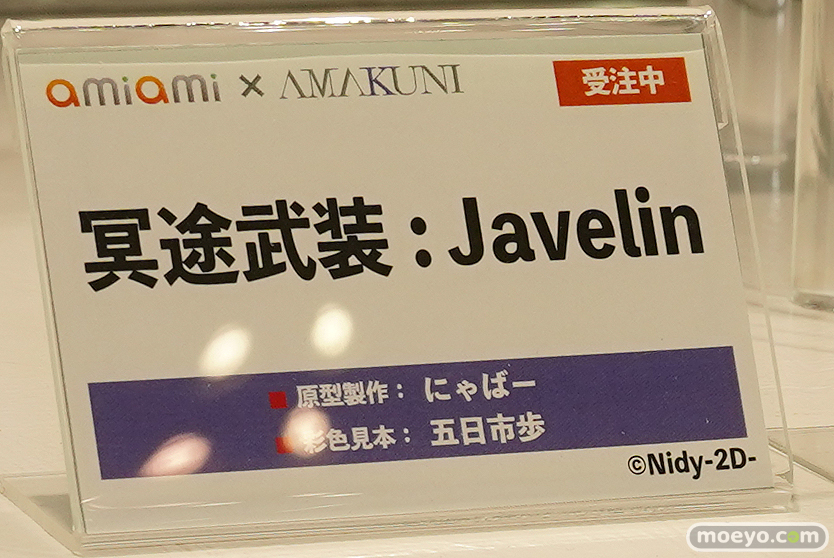 amiami × AMAKUNI 受注中
冥途武装：Javelin
■ 原型製作： にゃばー
■ 彩色見本： 五日市歩
©Nidy-2D-
moeyo.com